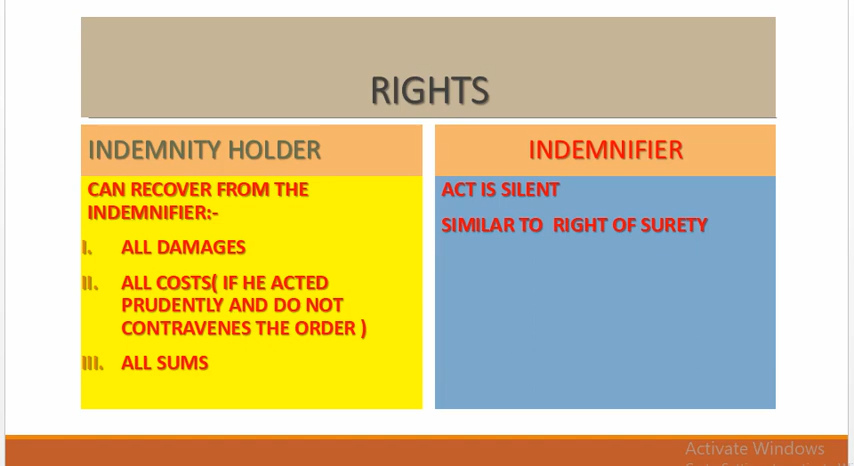 RIGHTS
INDEMNITY HOLDER
CAN RECOVER FROM THE
INDEMNIFIER:-
I. ALL DAMAGES
II. ALL COSTS( IF HE ACTED
PRUDENTLY AND DO NOT
CONTRAVENES THE ORDER )
III. ALL SUMS
INDEMNIFIER
ACT IS SILENT
SIMILAR TO RIGHT OF SURETY
Activate Windows